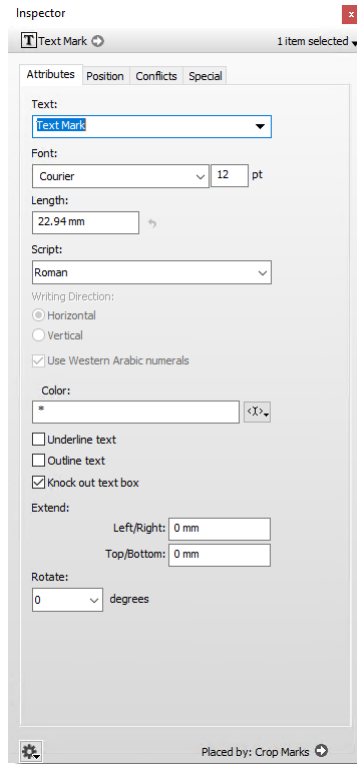 Inspector
x
T Text Mark
1 item selected
Attributes Position Conflicts Special
Text:
Text Mark
Font:
Courier 12 pt
Length:
22.94 mm
Script:
Roman
Writing Direction:
Horizontal
Vertical
Use Western Arabic numerals
Color:
*
<X>
Underline text
Outline text
Knock out text box
Extend:
Left/Right: 0 mm
Top/Bottom: 0 mm
Rotate:
0 degrees
Placed by: Crop Marks